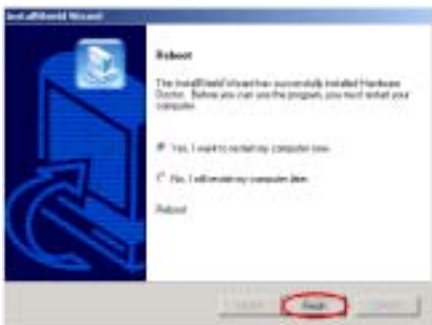 InstallShield Wizard
Reboot
The InstallShield Wizard has successfully installed Hardware
Doctor. Before you can use the program, you must restart your
computer.
Yes, I want to restart my computer now.
No, I will restart my computer later.
Reboot
Finish